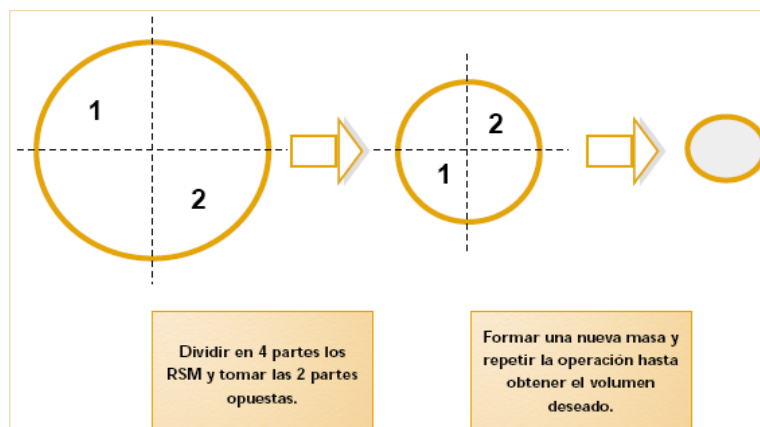 1
2
2
1
Dividir en 4 partes los
RSM y tomar las 2 partes
opuestas.
Formar una nueva masa y
repetir la operación hasta
obtener el volumen
deseado.